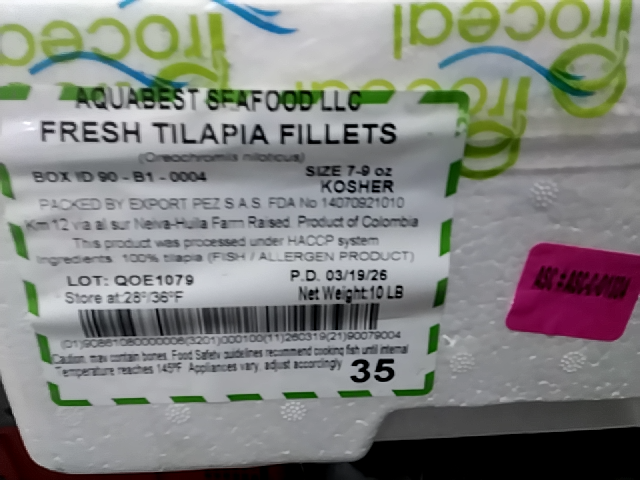 AQUABEST SEAFOOD LLC
FRESH TILAPIA FILLETS
(Oreochromis niloticus)
BOX ID 90 - B1 - 0004 SIZE 7-9 oz
KOSHER
PACKED BY EXPORT PEZ S.A.S. FDA No 14070921010
Km 12 via al sur Neiva-Huila Farm Raised. Product of Colombia
This product was processed under HACCP system
Ingredients: 100% tilapia (FISH / ALLERGEN PRODUCT)
LOT: QOE1079 P.D. 03/19/26
Store at:28°/36°F Net Weight:10 LB
(3201)000100(11)260319(21)90079004
Caution, may contain bones. Food Safety guidelines recommend cooking fish until internal
Temperature reaches 145ºF. Appliances vary, adjust accordingly 35